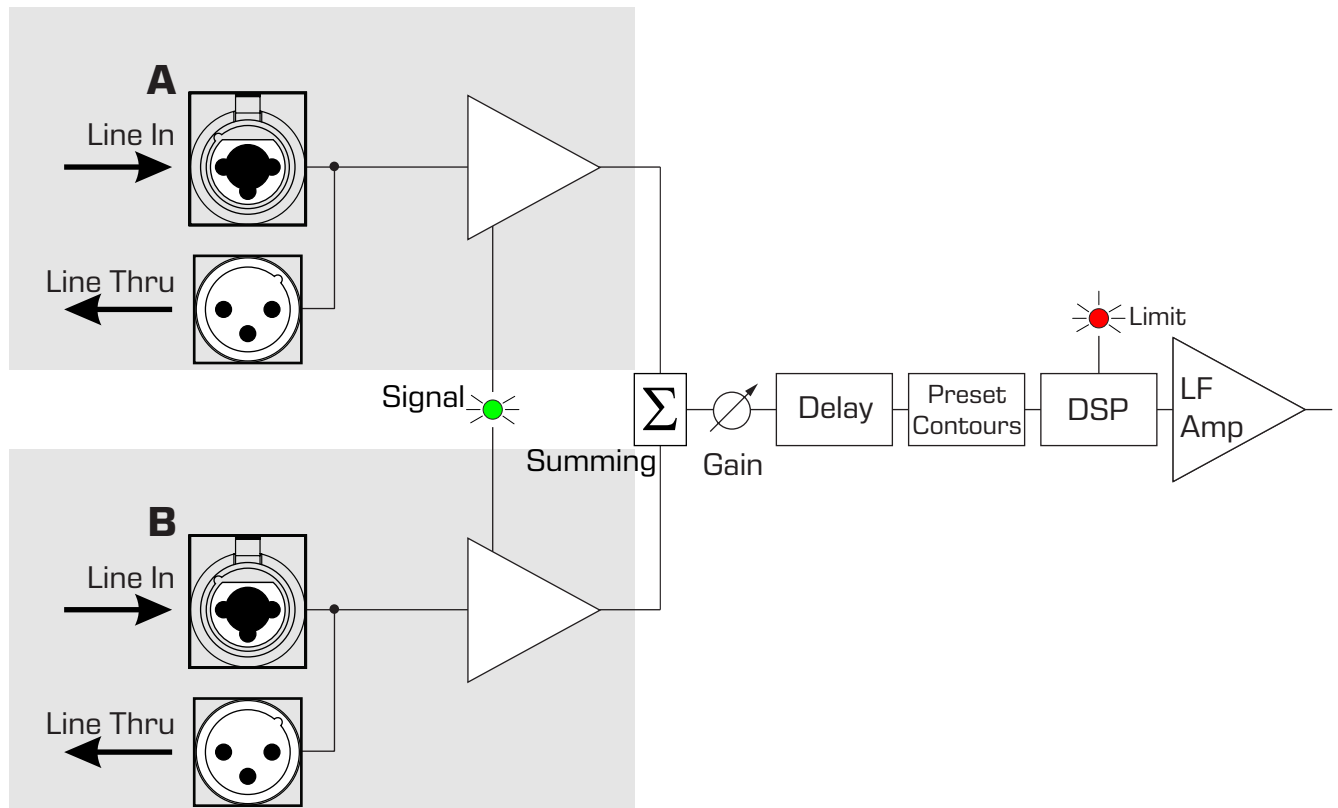 A
Line In
Line Thru
Limit
Signal
Σ
Summing
Gain
Delay
Preset
Contours
DSP
LF
Amp
B
Line In
Line Thru